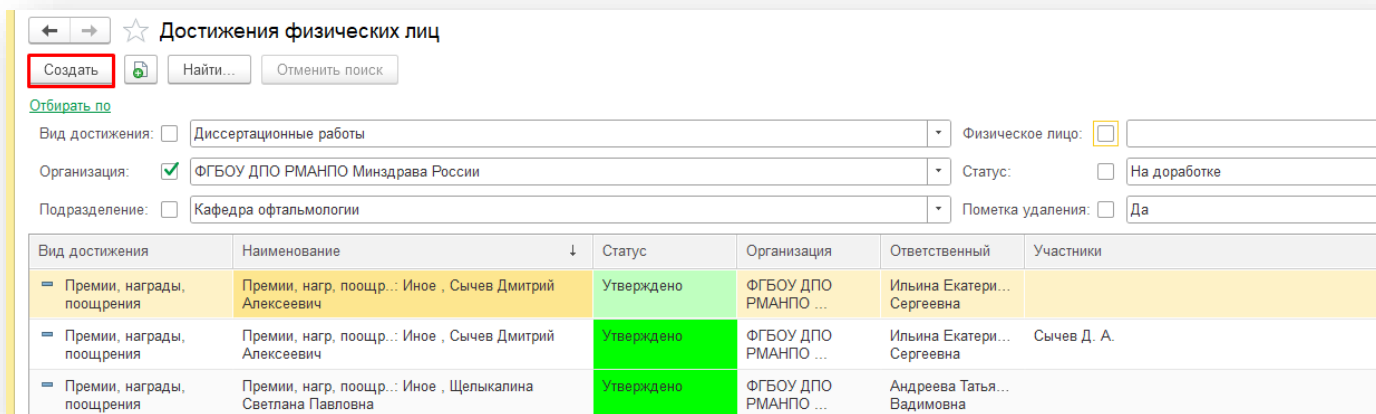 Достижения физических лиц
Создать Найти... Отменить поиск
Отбирать по
Вид достижения: Диссертационные работы Физическое лицо:
Организация: ФГБОУ ДПО РМАНПО Минздрава России Статус: На доработке
Подразделение: Кафедра офтальмологии Пометка удаления: Да
Вид достижения Наименование ↓ Статус Организация Ответственный Участники
Премии, награды, Премии, нагр, поощр..: Иное , Сычев Дмитрий Утверждено ФГБОУ ДПО Ильина Екатери...
поощрения Алексеевич РМАНПО ... Сергеевна
Премии, награды, Премии, нагр, поощр..: Иное , Сычев Дмитрий Утверждено ФГБОУ ДПО Ильина Екатери... Сычев Д. А.
поощрения Алексеевич РМАНПО ... Сергеевна
Премии, награды, Премии, нагр, поощр..: Иное , Щелыкалина Утверждено ФГБОУ ДПО Андреева Татья...
поощрения Светлана Павловна РМАНПО ... Вадимовна